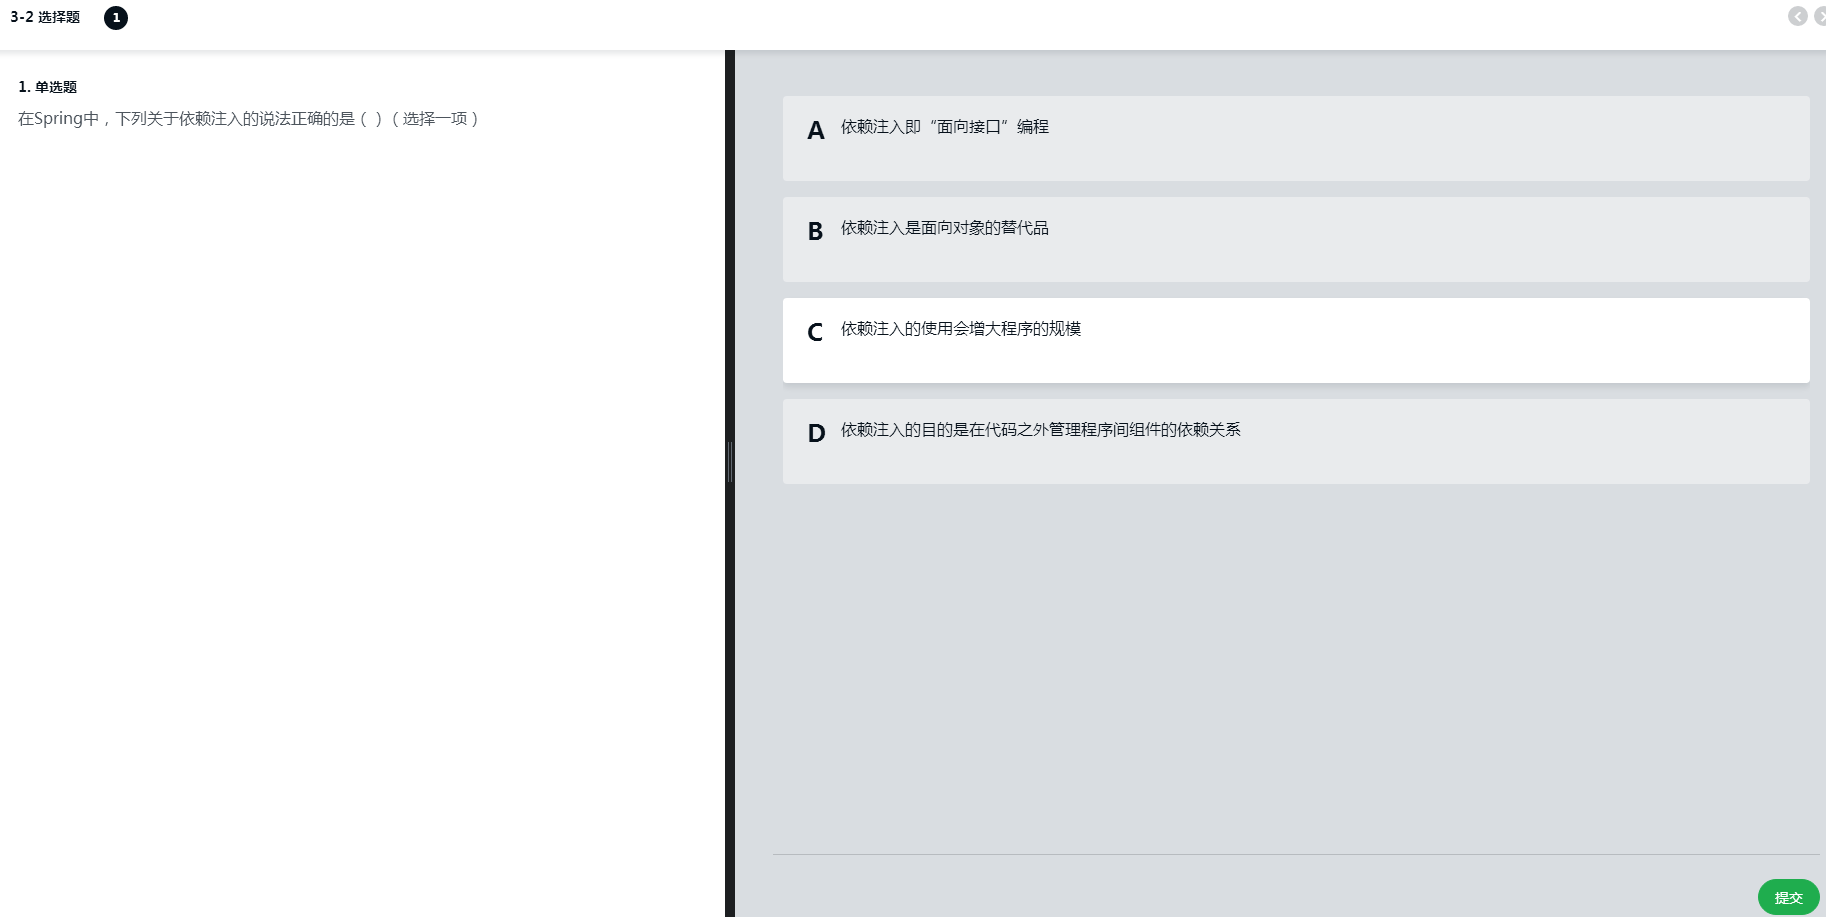 3-2 选择题 1
1. 单选题
在Spring中，下列关于依赖注入的说法正确的是（ ）（选择一项）
A 依赖注入即“面向接口”编程
B 依赖注入是面向对象的替代品
C 依赖注入的使用会增大程序的规模
D 依赖注入的目的是在代码之外管理程序间组件的依赖关系
提交